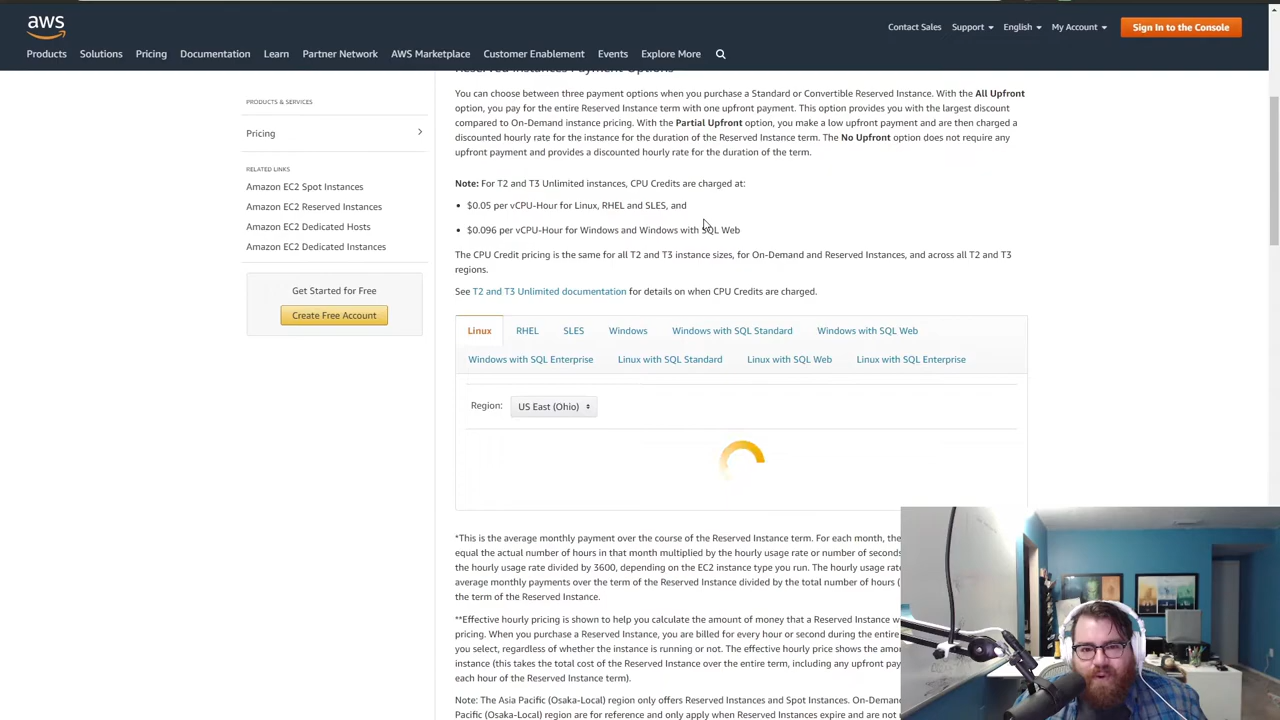 aws
Contact Sales Support English My Account Sign In to the Console
Products Solutions Pricing Documentation Learn Partner Network AWS Marketplace Customer Enablement Events Explore More
PRODUCTS & SERVICES
Pricing
RELATED LINKS
Amazon EC2 Spot Instances
Amazon EC2 Reserved Instances
Amazon EC2 Dedicated Hosts
Amazon EC2 Dedicated Instances
Get Started for Free
Create Free Account
Reserved Instances Payment Options
You can choose between three payment options when you purchase a Standard or Convertible Reserved Instance. With the All Upfront
option, you pay for the entire Reserved Instance term with one upfront payment. This option provides you with the largest discount
compared to On-Demand instance pricing. With the Partial Upfront option, you make a low upfront payment and are then charged a
discounted hourly rate for the instance for the duration of the Reserved Instance term. The No Upfront option does not require any
upfront payment and provides a discounted hourly rate for the duration of the term.
Note: For T2 and T3 Unlimited instances, CPU Credits are charged at:
• $0.05 per vCPU-Hour for Linux, RHEL and SLES, and
• $0.096 per vCPU-Hour for Windows and Windows with SQL Web
The CPU Credit pricing is the same for all T2 and T3 instance sizes, for On-Demand and Reserved Instances, and across all T2 and T3
regions.
See T2 and T3 Unlimited documentation for details on when CPU Credits are charged.
Linux RHEL SLES Windows Windows with SQL Standard Windows with SQL Web
Windows with SQL Enterprise Linux with SQL Standard Linux with SQL Web Linux with SQL Enterprise
Region: US East (Ohio)
*This is the average monthly payment over the course of the Reserved Instance term. For each month, the
equal the actual number of hours in that month multiplied by the hourly usage rate or number of seconds
the hourly usage rate divided by 3600, depending on the EC2 instance type you run. The hourly usage rate
average monthly payments over the term of the Reserved Instance divided by the total number of hours (
the term of the Reserved Instance.
**Effective hourly pricing is shown to help you calculate the amount of money that a Reserved Instance w
pricing. When you purchase a Reserved Instance, you are billed for every hour or second during the entire
you select, regardless of whether the instance is running or not. The effective hourly price shows the amo
instance (this takes the total cost of the Reserved Instance over the entire term, including any upfront pay
each hour of the Reserved Instance term).
Note: The Asia Pacific (Osaka-Local) region only offers Reserved Instances and Spot Instances. On-Deman
Pacific (Osaka-Local) region are for reference and only apply when Reserved Instances expire and are not r